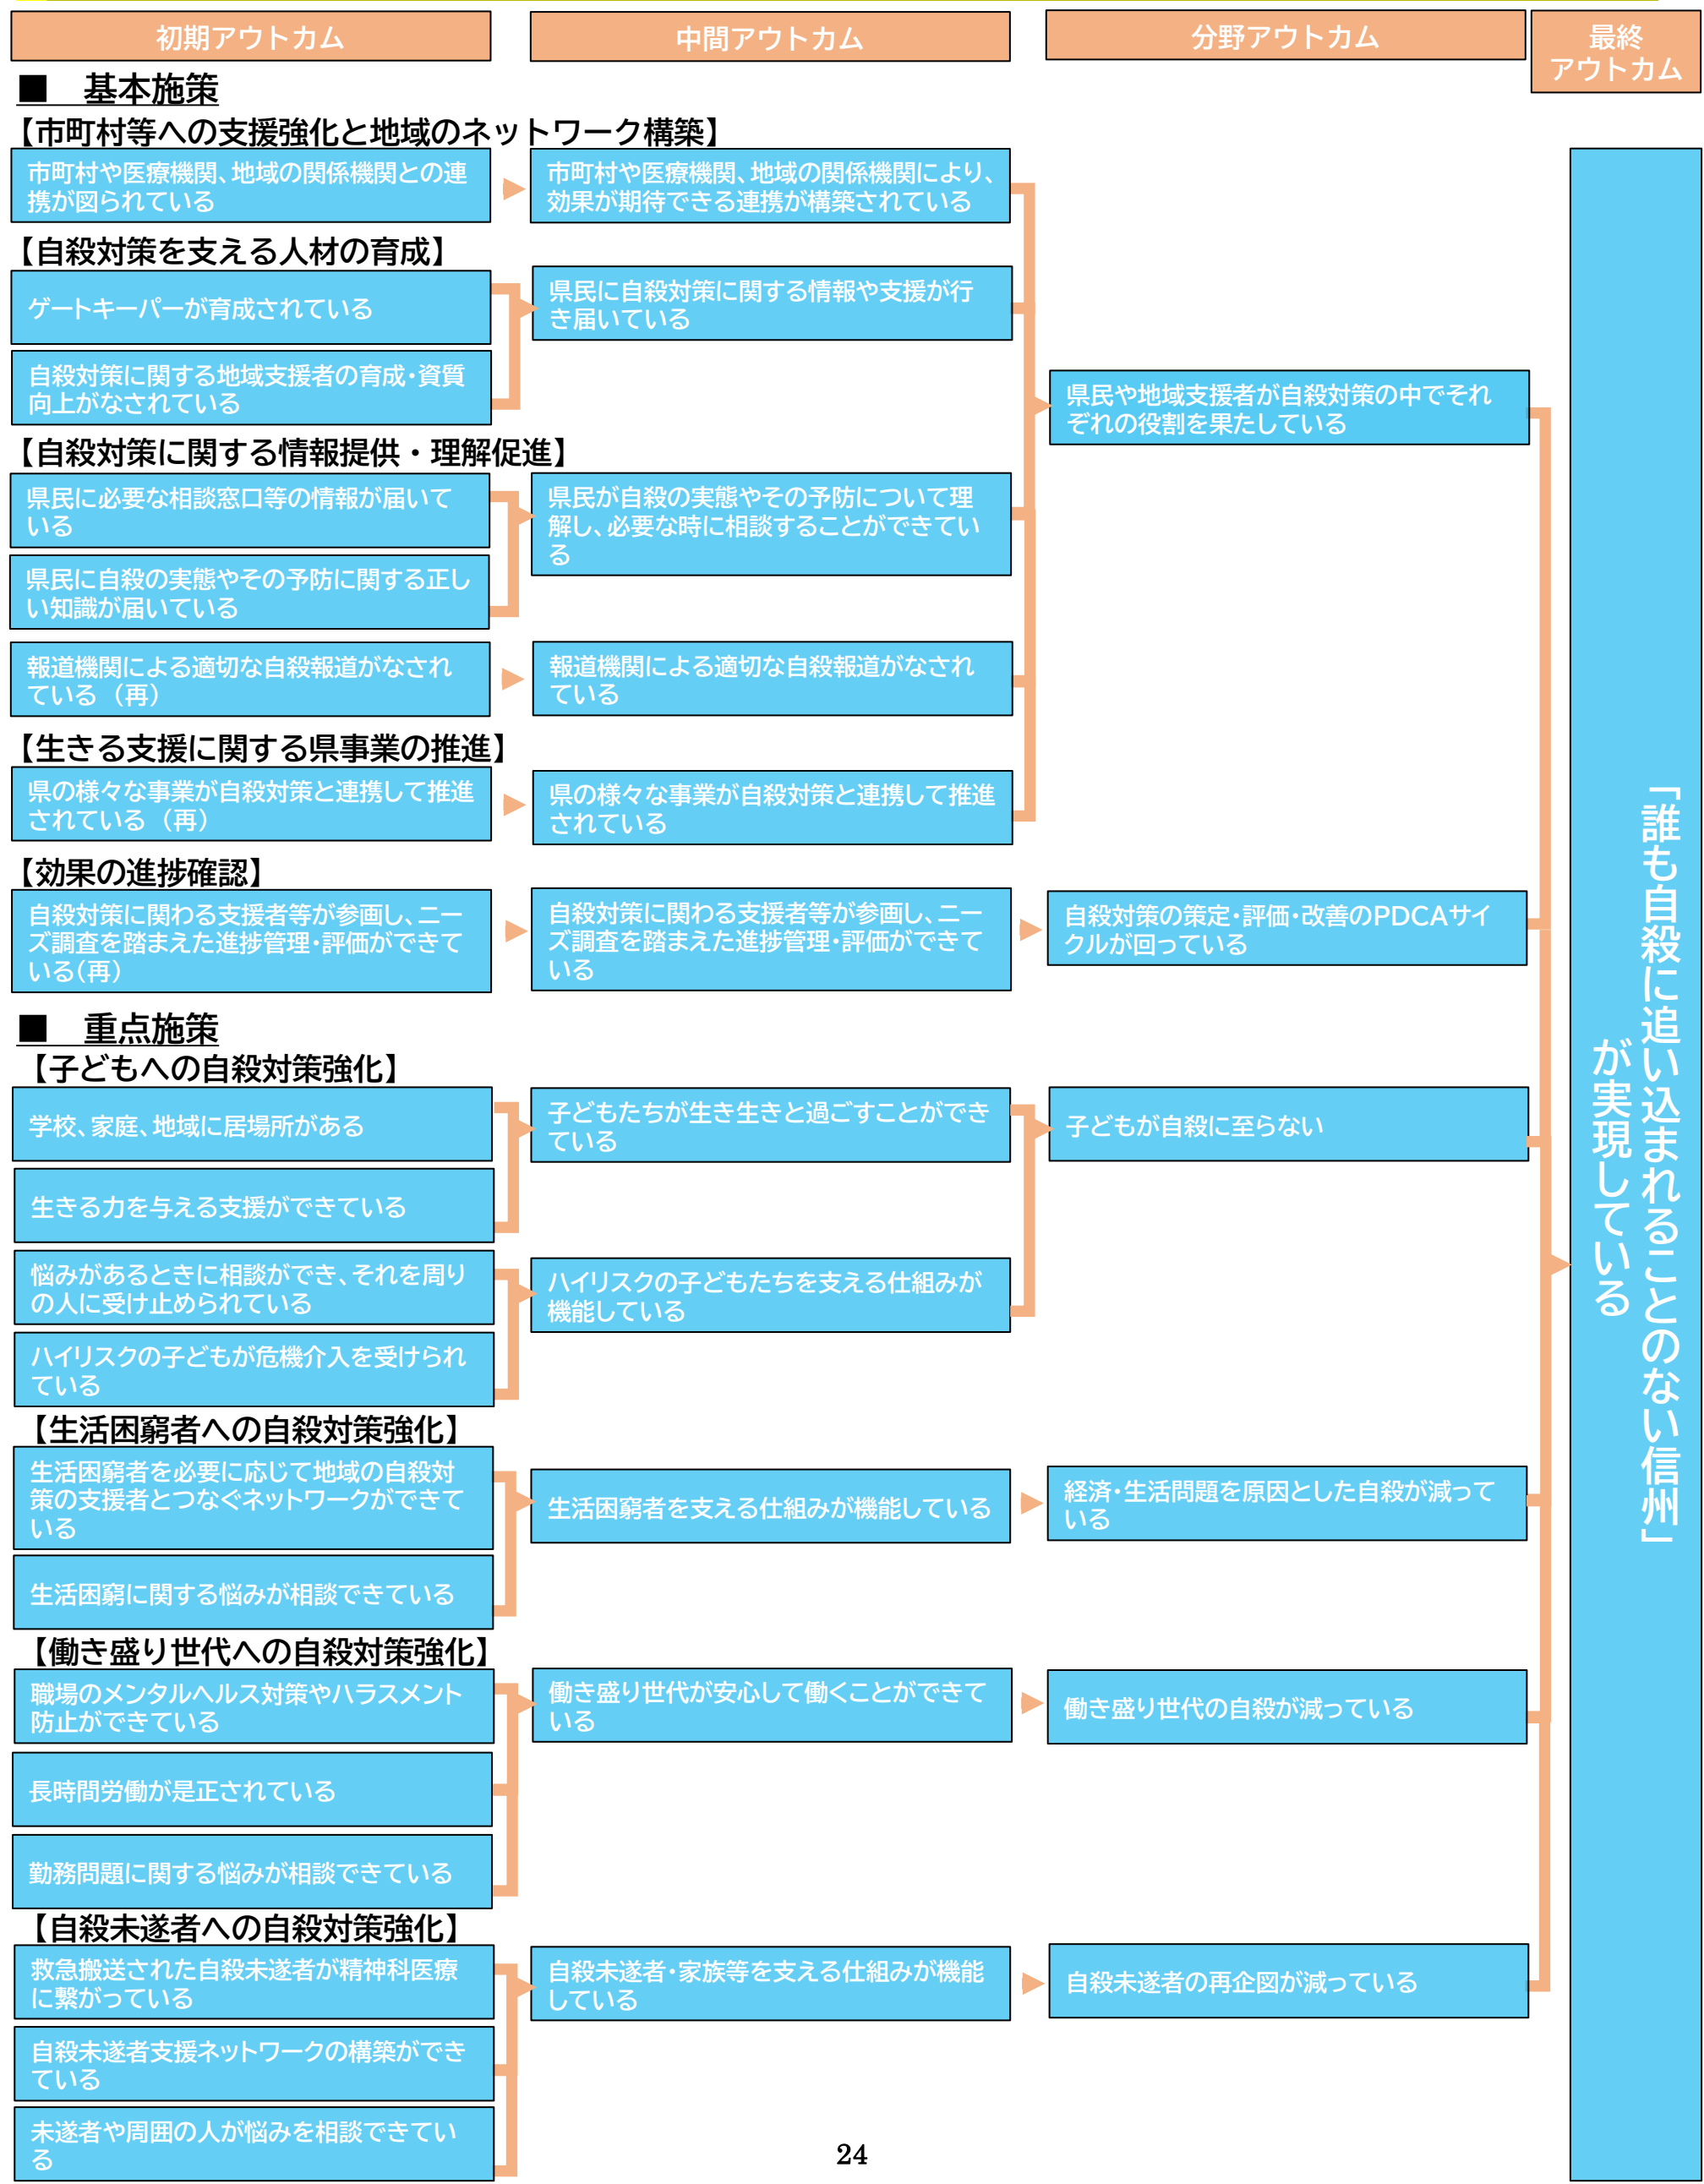 初期アウトカム
中間アウトカム
分野アウトカム
最終
アウトカム
■　基本施策
【市町村等への支援強化と地域のネットワーク構築】
市町村や医療機関、地域の関係機関との連
携が図られている
市町村や医療機関、地域の関係機関により、
効果が期待できる連携が構築されている
【自殺対策を支える人材の育成】
ゲートキーパーが育成されている
県民に自殺対策に関する情報や支援が行
き届いている
自殺対策に関する地域支援者の育成・資質
向上がなされている
県民や地域支援者が自殺対策の中でそれ
ぞれの役割を果たしている
【自殺対策に関する情報提供・理解促進】
県民に必要な相談窓口等の情報が届いて
いる
県民が自殺の実態やその予防について理
解し、必要な時に相談することができてい
る
県民に自殺の実態やその予防に関する正し
い知識が届いている
報道機関による適切な自殺報道がなされ
ている（再）
報道機関による適切な自殺報道がなされ
ている
【生きる支援に関する県事業の推進】
県の様々な事業が自殺対策と連携して推進
されている（再）
県の様々な事業が自殺対策と連携して推進
されている
【効果の進捗確認】
自殺対策に関わる支援者等が参画し、ニー
ズ調査を踏まえた進捗管理・評価ができて
いる(再)
自殺対策に関わる支援者等が参画し、ニー
ズ調査を踏まえた進捗管理・評価ができて
いる
自殺対策の策定・評価・改善のPDCAサイ
クルが回っている
■　重点施策
【子どもへの自殺対策強化】
学校、家庭、地域に居場所がある
子どもたちが生き生きと過ごすことができ
ている
子どもが自殺に至らない
生きる力を与える支援ができている
悩みがあるときに相談ができ、それを周り
の人に受け止められている
ハイリスクの子どもたちを支える仕組みが
機能している
ハイリスクの子どもが危機介入を受けられ
ている
【生活困窮者への自殺対策強化】
生活困窮者を必要に応じて地域の自殺対
策の支援者とつなぐネットワークができて
いる
生活困窮者を支える仕組みが機能している
経済・生活問題を原因とした自殺が減って
いる
生活困窮に関する悩みが相談できている
【働き盛り世代への自殺対策強化】
職場のメンタルヘルス対策やハラスメント
防止ができている
働き盛り世代が安心して働くことができて
いる
働き盛り世代の自殺が減っている
長時間労働が是正されている
勤務問題に関する悩みが相談できている
【自殺未遂者への自殺対策強化】
救急搬送された自殺未遂者が精神科医療
に繋がっている
自殺未遂者・家族等を支える仕組みが機能
している
自殺未遂者の再企図が減っている
自殺未遂者支援ネットワークの構築ができ
ている
未遂者や周囲の人が悩みを相談できてい
る
「誰も自殺に追い込まれることのない信州」
が実現している
24